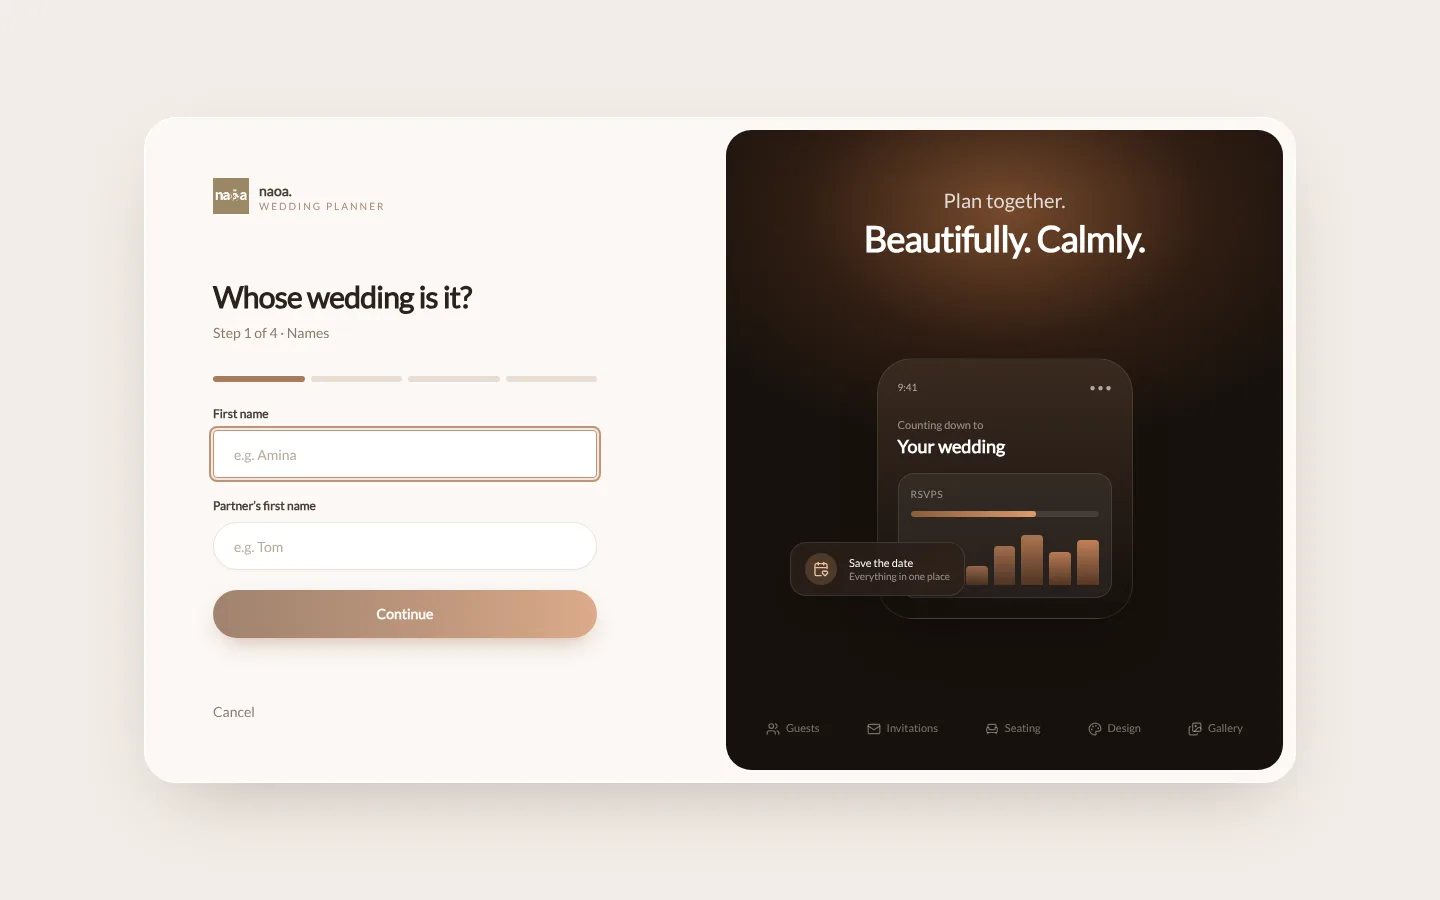 naoa.
WEDDING PLANNER
Whose wedding is it?
Step 1 of 4 · Names
First name
e.g. Amina
Partner's first name
e.g. Tom
Continue
Cancel
Plan together.
Beautifully. Calmly.
9:41
Counting down to
Your wedding
RSVPS
Save the date
Everything in one place
Guests
Invitations
Seating
Design
Gallery